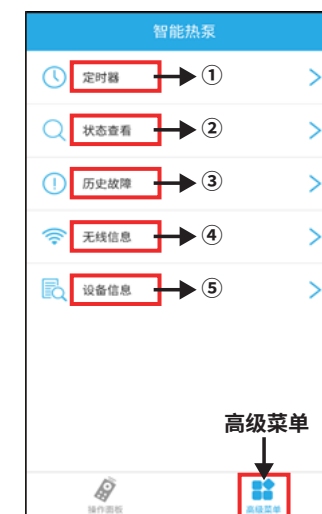 智能热泵
定时器 ①
状态查看 ②
历史故障 ③
无线信息 ④
设备信息 ⑤
高级菜单
操作面板 高级菜单